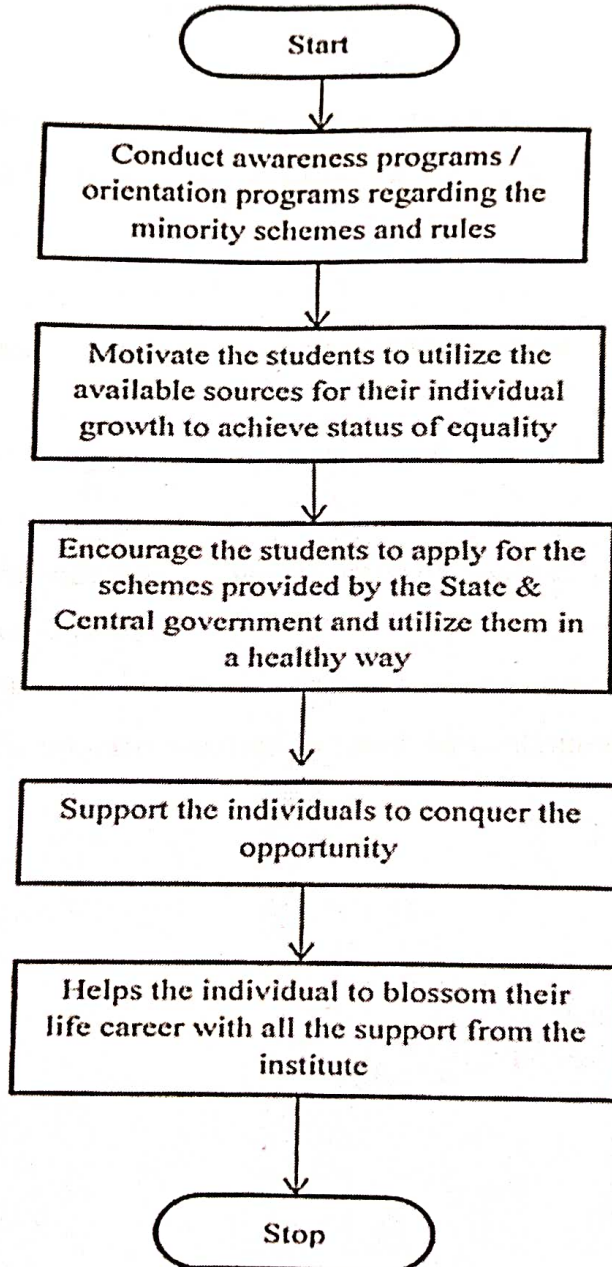 Start
Conduct awareness programs /
orientation programs regarding the
minority schemes and rules
Motivate the students to utilize the
available sources for their individual
growth to achieve status of equality
Encourage the students to apply for the
schemes provided by the State &
Central government and utilize them in
a healthy way
Support the individuals to conquer the
opportunity
Helps the individual to blossom their
life career with all the support from the
institute
Stop